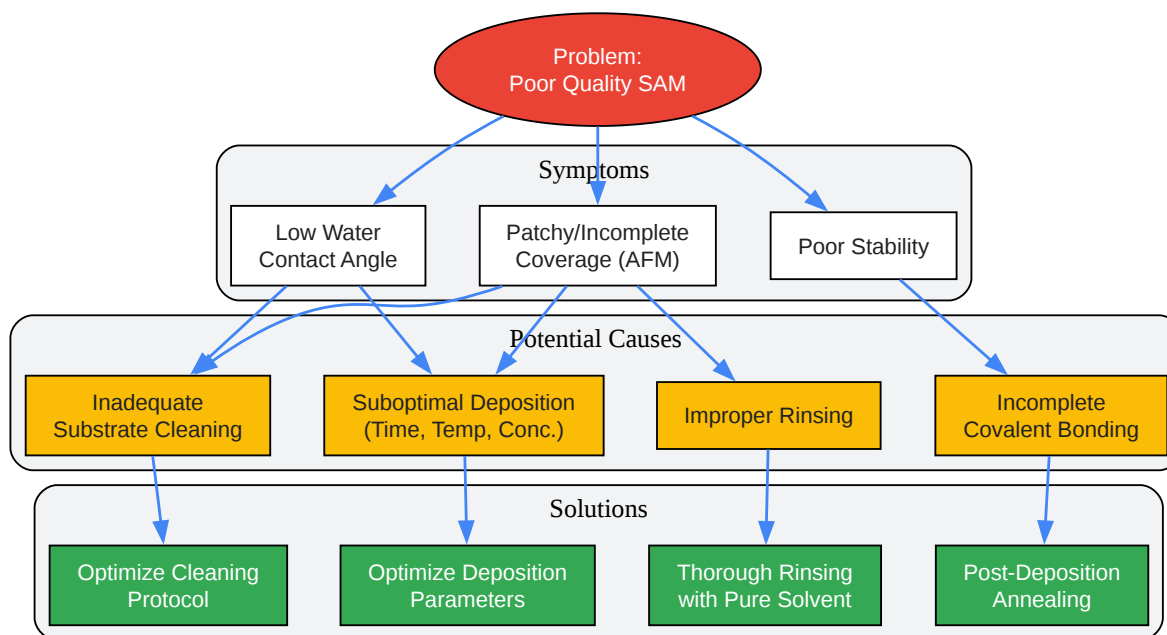 Problem:
Poor Quality SAM
Symptoms
Low Water
Contact Angle
Patchy/Incomplete
Coverage (AFM)
Poor Stability
Potential Causes
Inadequate
Substrate Cleaning
Suboptimal Deposition
(Time, Temp, Conc.)
Improper Rinsing
Incomplete
Covalent Bonding
Solutions
Optimize Cleaning
Protocol
Optimize Deposition
Parameters
Thorough Rinsing
with Pure Solvent
Post-Deposition
Annealing